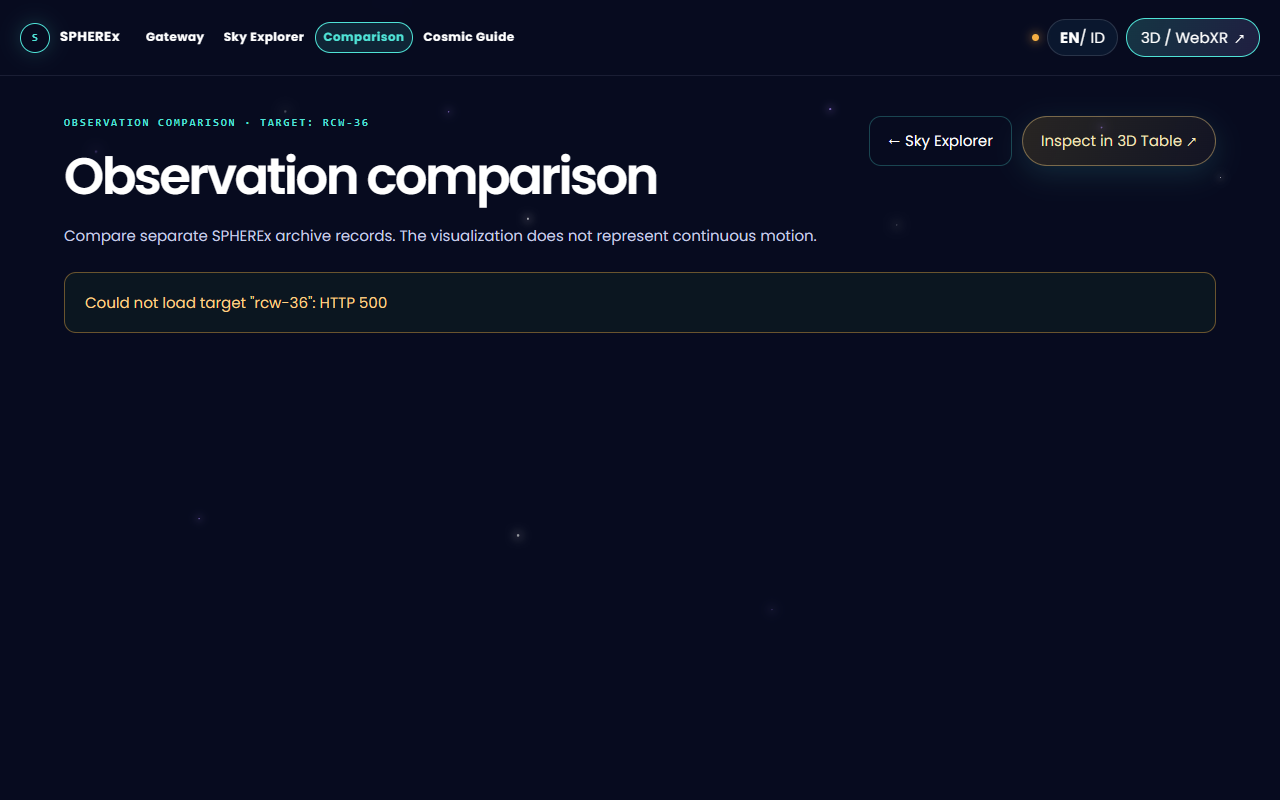 S SPHEREx Gateway Sky Explorer Comparison Cosmic Guide EN/ ID 3D / WebXR ↗
OBSERVATION COMPARISON · TARGET: RCW-36
← Sky Explorer Inspect in 3D Table ↗
Observation comparison
Compare separate SPHEREx archive records. The visualization does not represent continuous motion.
Could not load target "rcw-36": HTTP 500